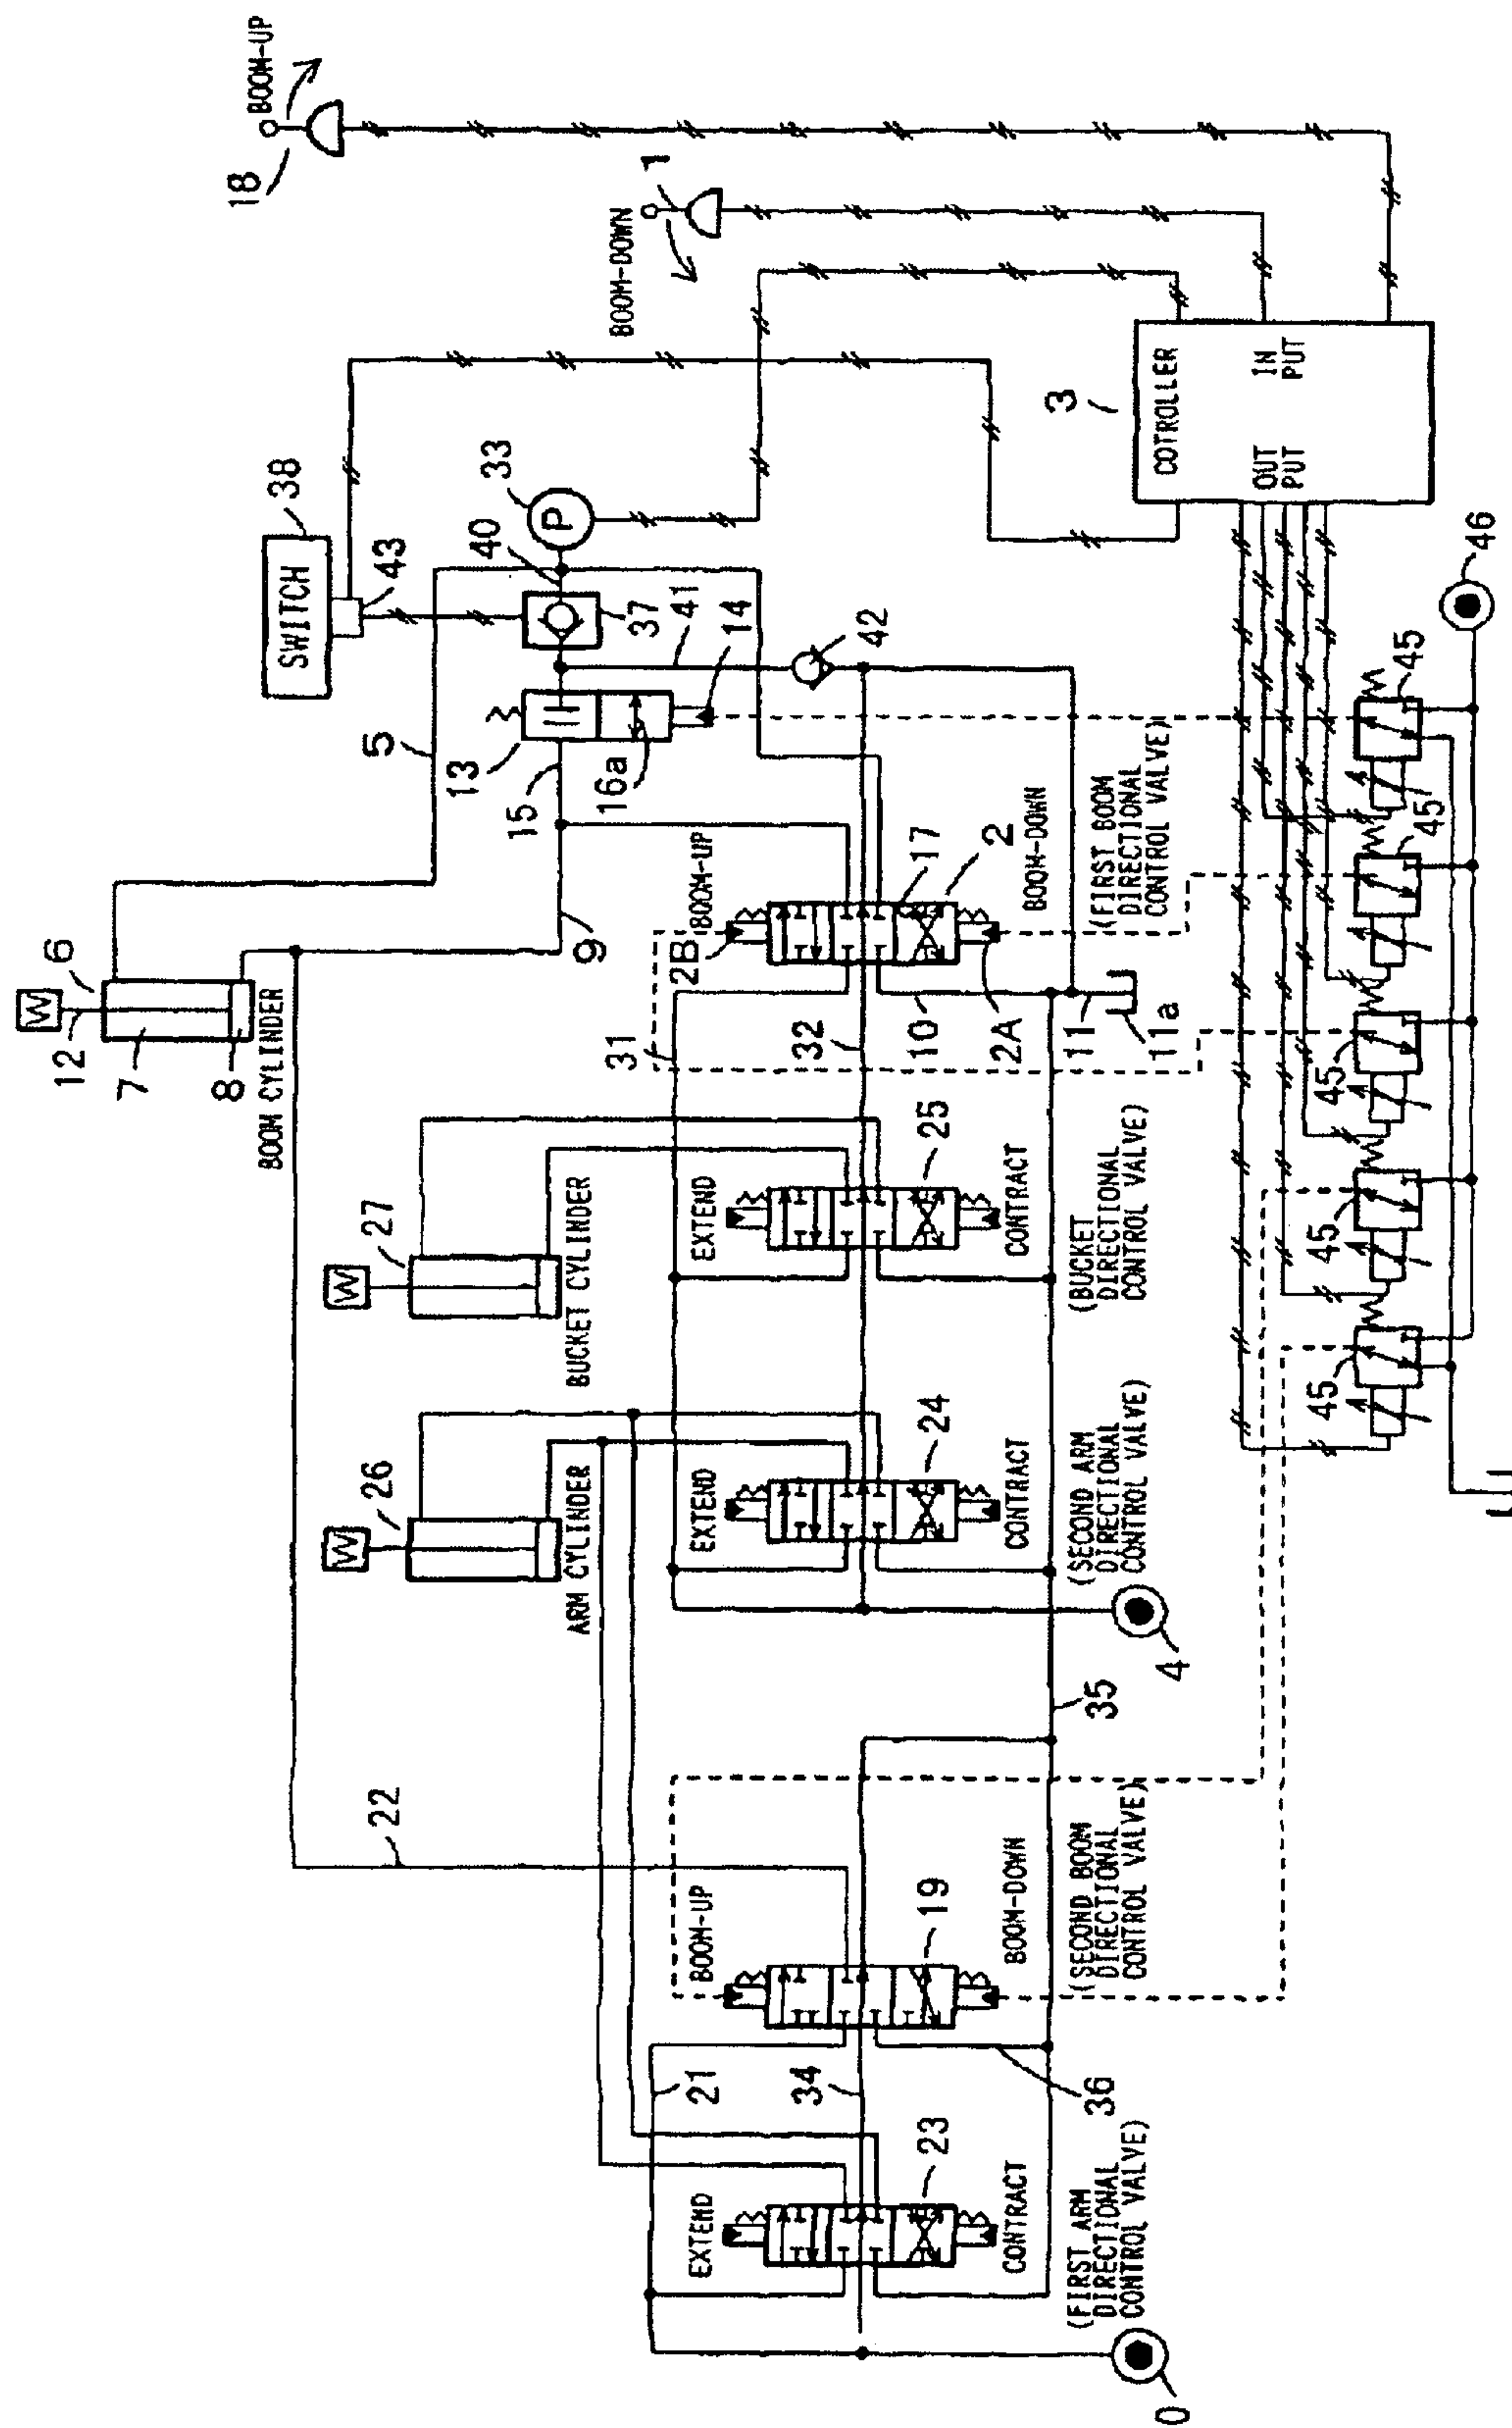 BOOM-UP
18
1
BOOM-DOWN
SWITCH
38
43
33
P
40
37
41
14
42
5
13
15
16a
9
COTROLLER
3
IN
PUT
OUT
PUT
46
45
45
45
45
45
W
12
6
7
8
BOOM CYLINDER
BOOM-UP
2B
17
2
BOOM-DOWN
(FIRST BOOM
DIRECTIONAL
CONTROL VALVE)
31
32
10
2A
11
11a
W
27
BUCKET CYLINDER
EXTEND
25
CONTRACT
(BUCKET
DIRECTIONAL
CONTROL VALVE)
W
26
ARM CYLINDER
EXTEND
24
CONTRACT
(SECOND ARM
DIRECTIONAL
CONTROL VALVE)
4
35
22
BOOM-UP
19
BOOM-DOWN
(SECOND BOOM
DIRECTIONAL
CONTROL VALVE)
21
34
36
EXTEND
23
CONTRACT
(FIRST ARM
DIRECTIONAL
CONTROL VALVE)
0